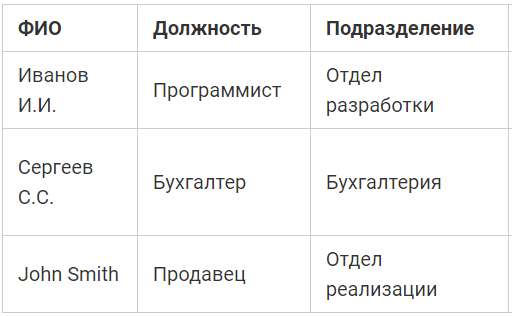 ФИО Должность Подразделение
Иванов И.И. Программист Отдел разработки
Сергеев С.С. Бухгалтер Бухгалтерия
John Smith Продавец Отдел реализации